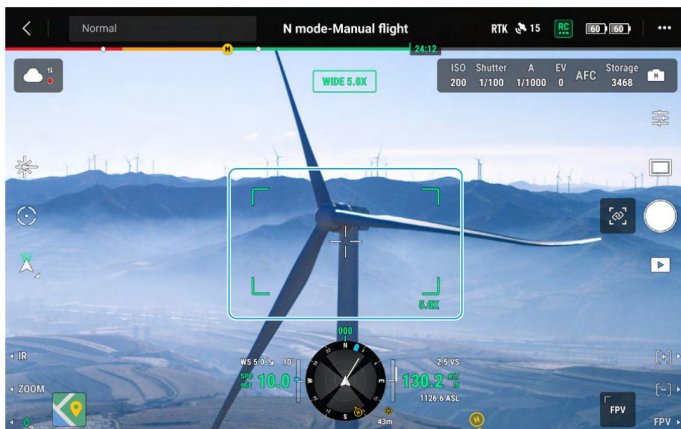 Normal
N mode-Manual flight
RTK 15 RC 60 60
H
24:12
WIDE 5.0X
ISO Shutter A EV AFC Storage
200 1/100 1/1000 0 3468
M
5.0X
000
N
W
E
S
H
WS 5.0 10
SPD
10.0
2.5 VS
130.2 ALT
1126.6 ASL
43m
H
IR
ZOOM
FPV
FPV